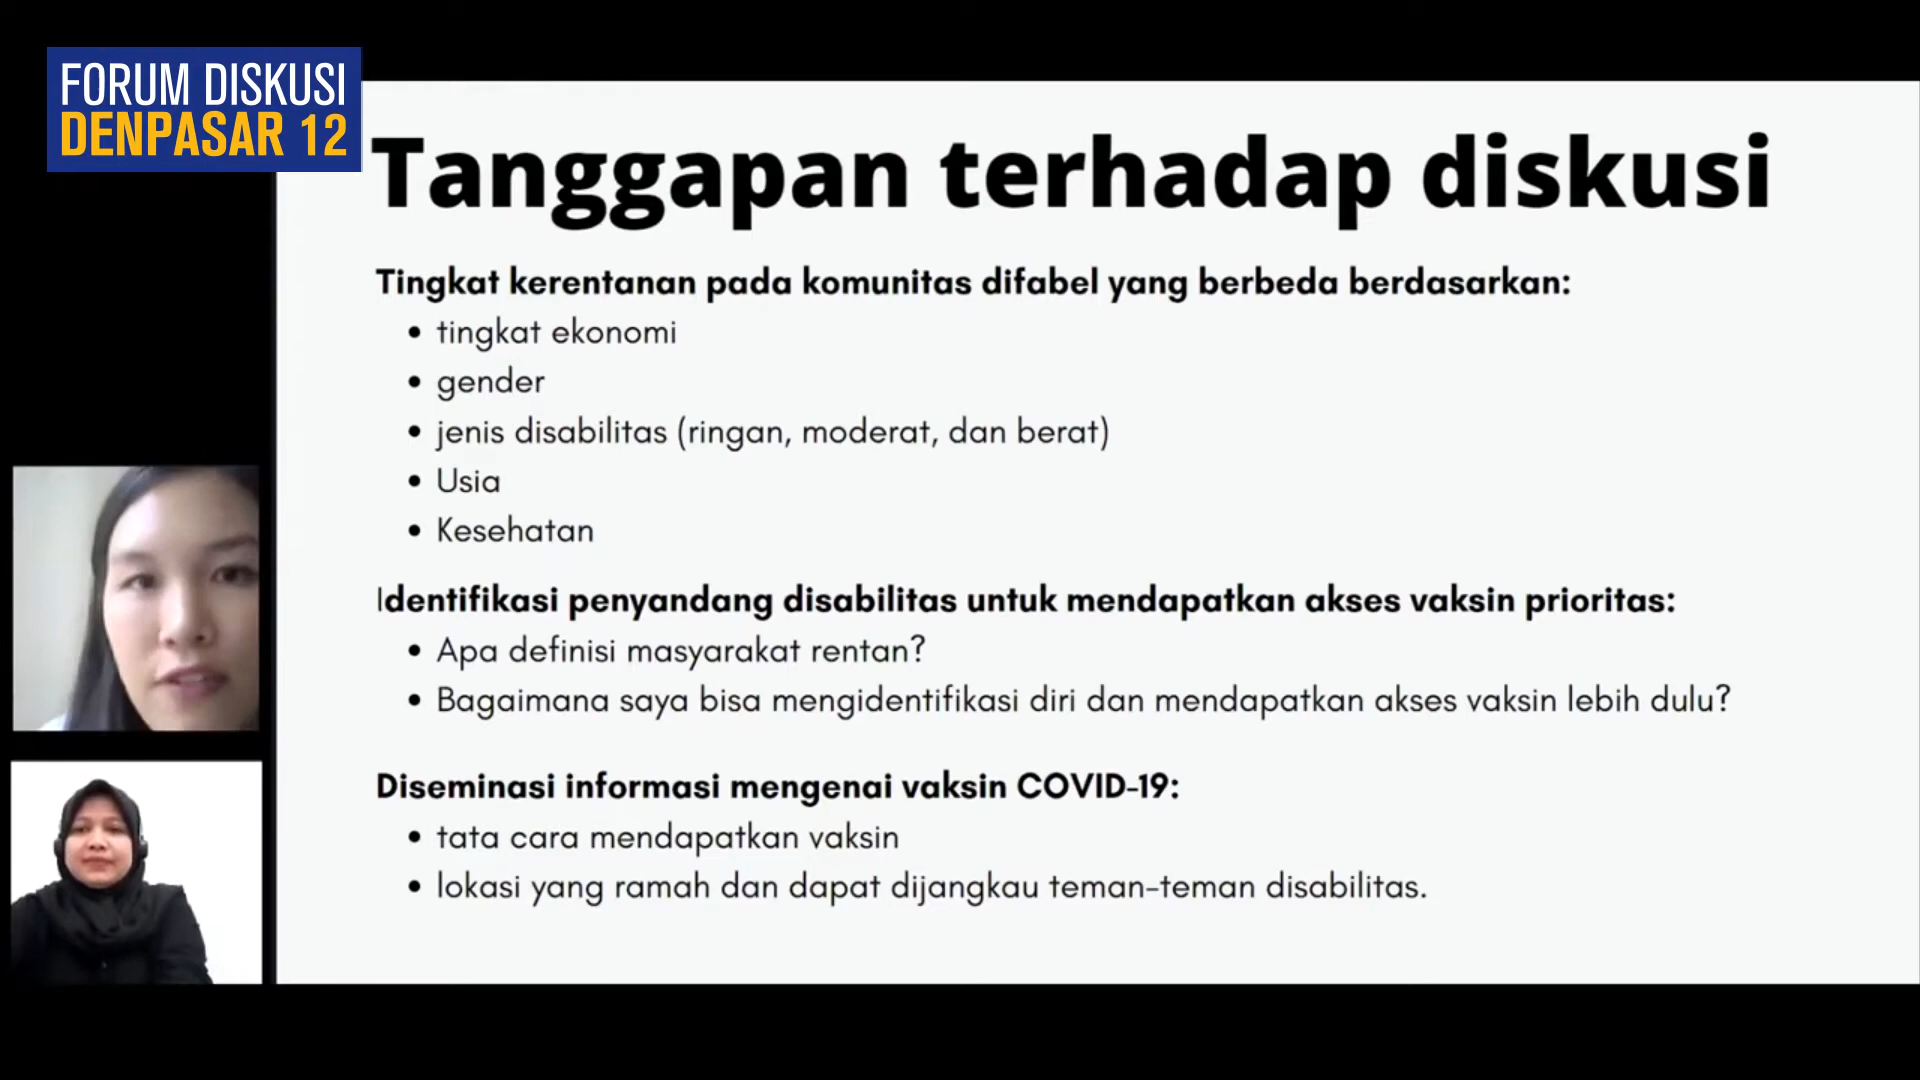 FORUM DISKUSI
DENPASAR 12
Tanggapan terhadap diskusi
Tingkat kerentanan pada komunitas difabel yang berbeda berdasarkan:
• tingkat ekonomi
• gender
• jenis disabilitas (ringan, moderat, dan berat)
• Usia
• Kesehatan
Identifikasi penyandang disabilitas untuk mendapatkan akses vaksin prioritas:
• Apa definisi masyarakat rentan?
• Bagaimana saya bisa mengidentifikasi diri dan mendapatkan akses vaksin lebih dulu?
Diseminasi informasi mengenai vaksin COVID-19:
• tata cara mendapatkan vaksin
• lokasi yang ramah dan dapat dijangkau teman-teman disabilitas.